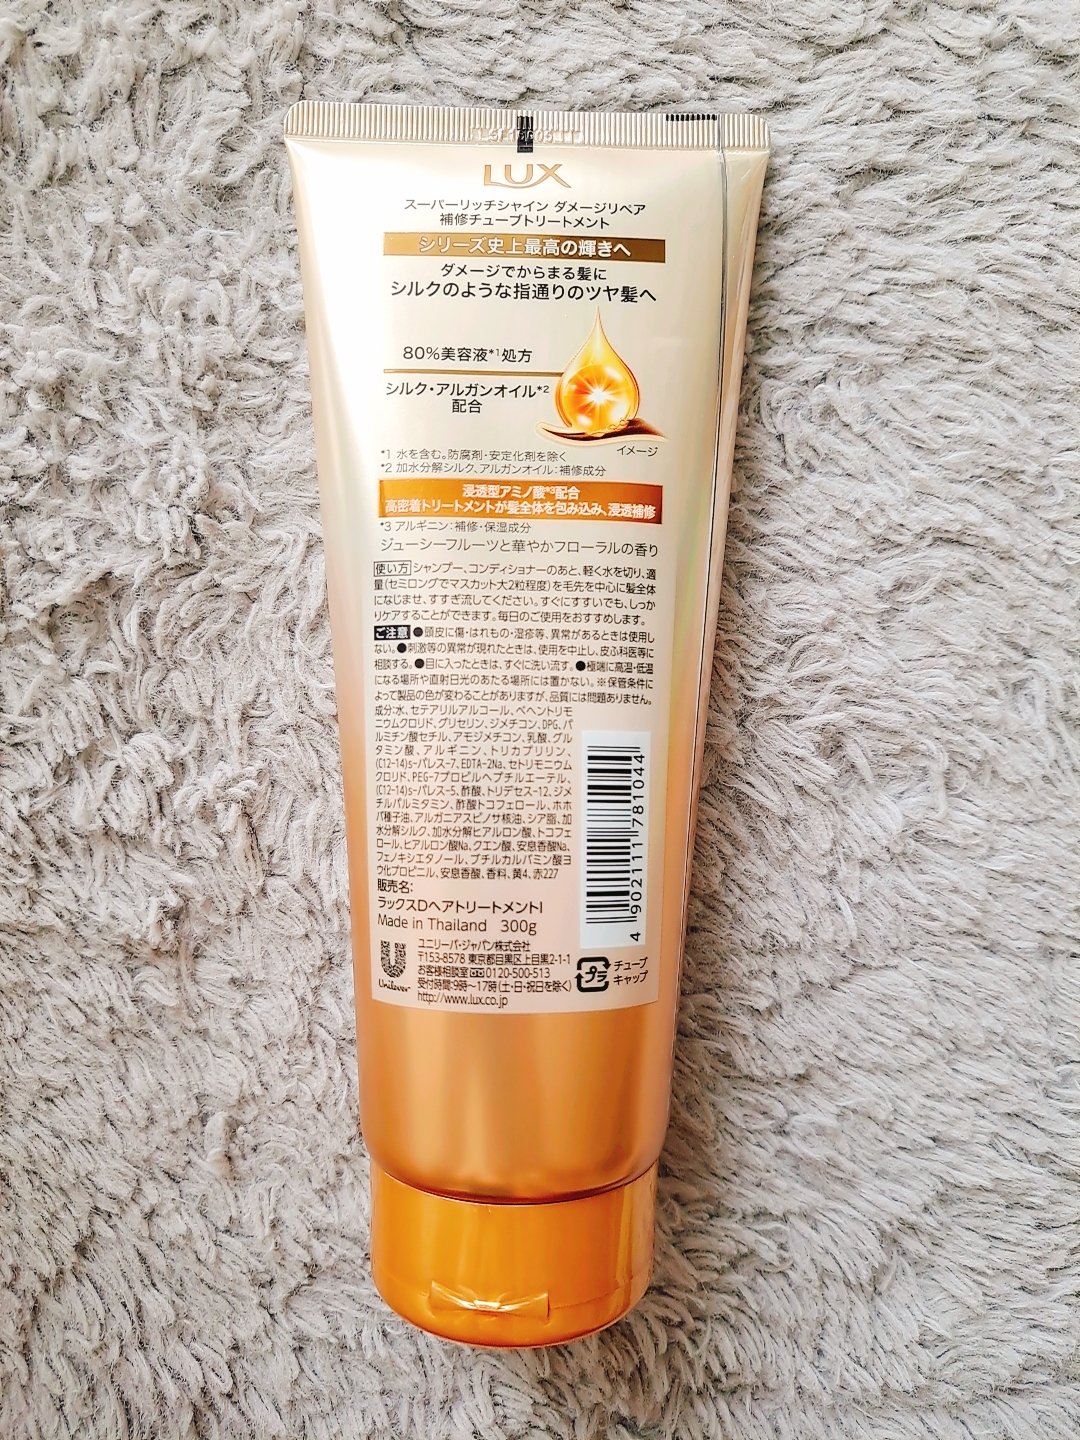 LUX
スーパーリッチシャイン ダメージリペア
補修チューブトリートメント
シリーズ史上最高の輝きへ
ダメージでからまる髪に
シルクのような指通りのツヤ髪へ
80%美容液*1処方
シルク・アルガンオイル*2
配合
イメージ
*1 水を含む。防腐剤・安定化剤を除く
*2 加水分解シルク、アルガンオイル：補修成分
浸透型アミノ酸*3配合
高密着トリートメントが髪全体を包み込み、浸透補修
*3 アルギニン：補修・保湿成分
ジューシーフルーツと華やかフローラルの香り
使い方 シャンプー、コンディショナーのあと、軽く水を切り、適
量(セミロングでマスカット大2粒程度)を毛先を中心に髪全体
になじませ、すすぎ流してください。すぐにすすいでも、しっか
りケアすることができます。毎日のご使用をおすすめします。
ご注意 ●頭皮に傷・はれもの・湿疹等、異常があるときは使用し
ない。●刺激等の異常が現れたときは、使用を中止し、皮ふ科医等に
相談する。●目に入ったときは、すぐに洗い流す。●極端に高温・低温
になる場所や直射日光のあたる場所には置かない。※保管条件に
よって製品の色が変わることがありますが、品質には問題ありません。
成分:水、セテアリルアルコール、ベヘントリモ
ニウムクロリド、グリセリン、ジメチコン、DPG、パ
ルミチン酸セチル、アモジメチコン、乳酸、グル
タミン酸、アルギニン、トリカプリリン、
(C12-14)s-パレス-7、EDTA-2Na、セトリモニウム
クロリド、PEG-7プロピルヘプチルエーテル、
(C12-14)s-パレス-5、酢酸、トリデセス-12、ジメ
チルパルミタミン、酢酸トコフェロール、ホホ
バ種子油、アルガニアスピノサ核油、シア脂、加
水分解シルク、加水分解ヒアルロン酸、トコフェ
ロール、ヒアルロン酸Na、クエン酸、安息香酸Na、
フェノキシエタノール、ブチルカルバミン酸ヨ
ウ化プロピニル、安息香酸、香料、黄4、赤227
販売名:
ラックスDヘアトリートメントI
Made in Thailand 300g
4 902111 781044
Unilever
ユニリーバ・ジャパン株式会社
〒153-8578 東京都目黒区上目黒2-1-1
お客様相談室 0120-500-513
受付時間:9時～17時(土・日・祝日を除く)
http://www.lux.co.jp
プラ
チューブ
キャップ